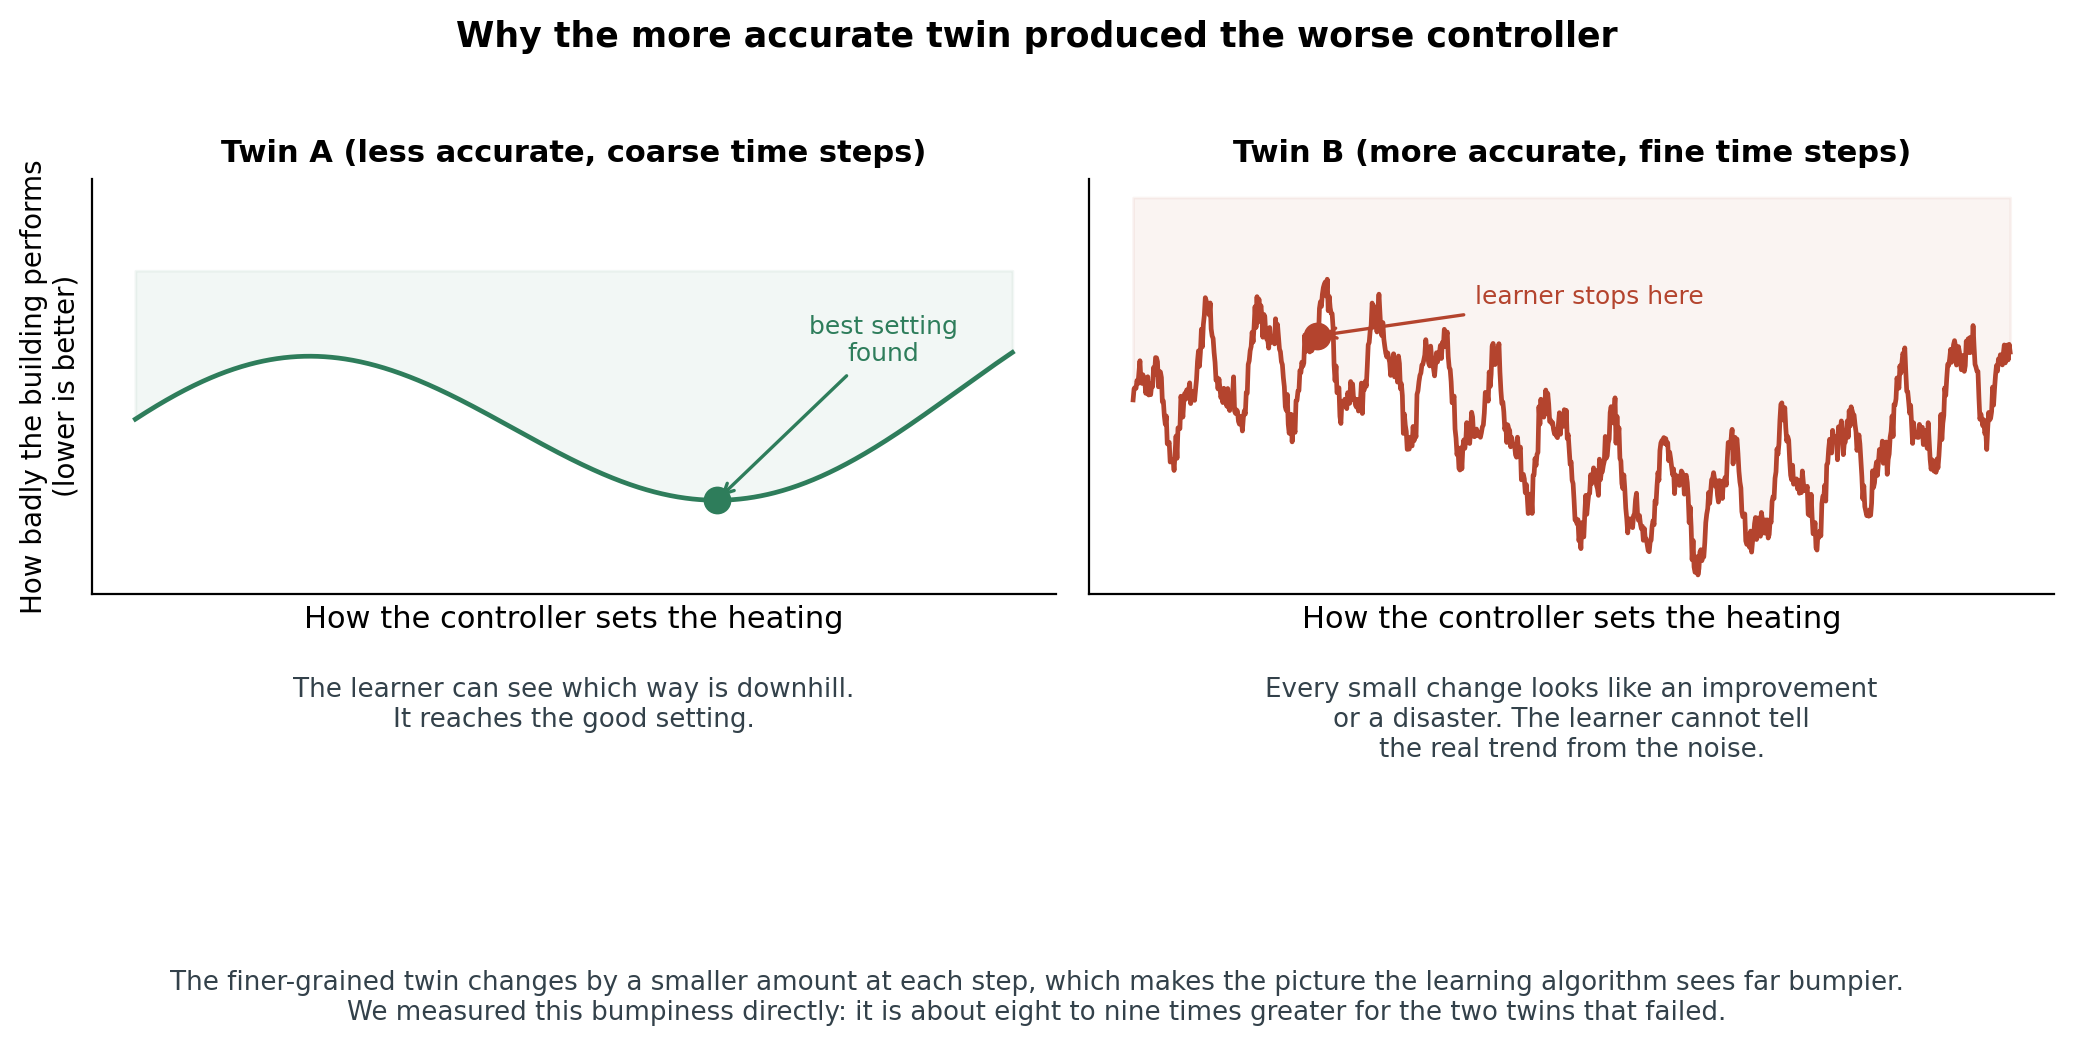 Why the more accurate twin produced the worse controller
Twin A (less accurate, coarse time steps)
How badly the building performs
(lower is better)
best setting
found
How the controller sets the heating
The learner can see which way is downhill.
It reaches the good setting.
Twin B (more accurate, fine time steps)
learner stops here
How the controller sets the heating
Every small change looks like an improvement
or a disaster. The learner cannot tell
the real trend from the noise.
The finer-grained twin changes by a smaller amount at each step, which makes the picture the learning algorithm sees far bumpier.
We measured this bumpiness directly: it is about eight to nine times greater for the two twins that failed.